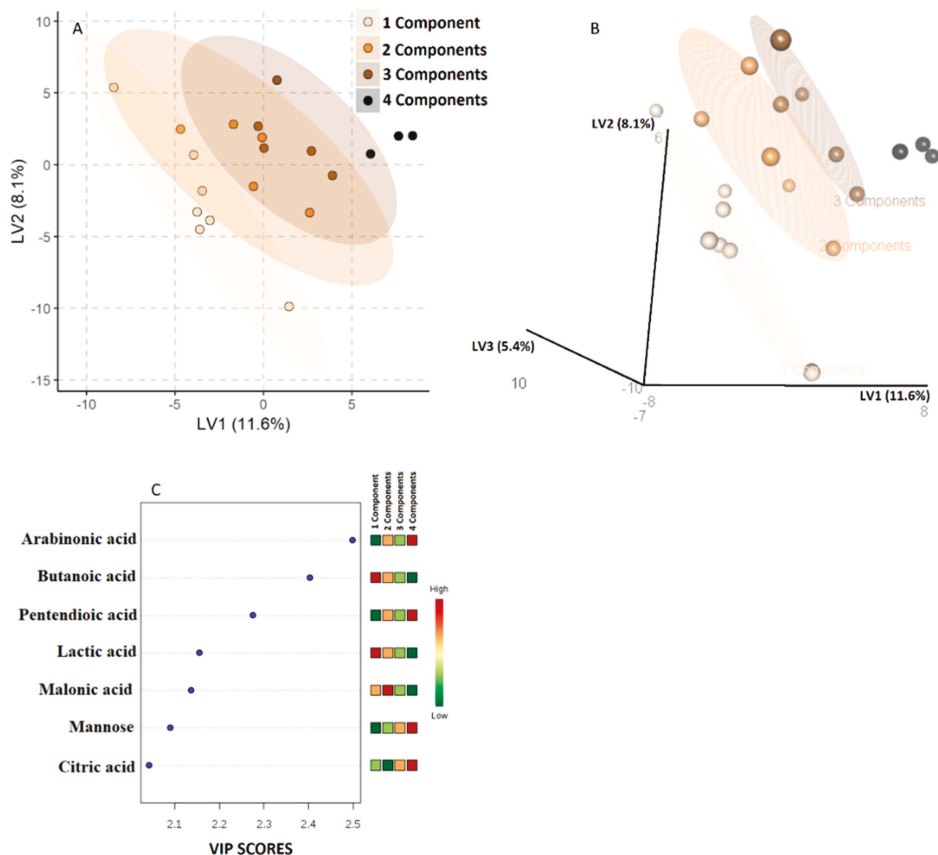 A
1 Component
2 Components
3 Components
4 Components
10
5
0
-5
-10
-15
LV2 (8.1%)
-10
-5
0
5
LV1 (11.6%)
B
LV2 (8.1%)
6
3 Components
2 Components
LV3 (5.4%)
10
1 Component
-10
-8
-7
LV1 (11.6%)
8
C
1 Component
2 Components
3 Components
4 Components
Arabinonic acid
Butanoic acid
Pentendioic acid
Lactic acid
Malonic acid
Mannose
Citric acid
High
Low
2.1
2.2
2.3
2.4
2.5
VIP SCORES